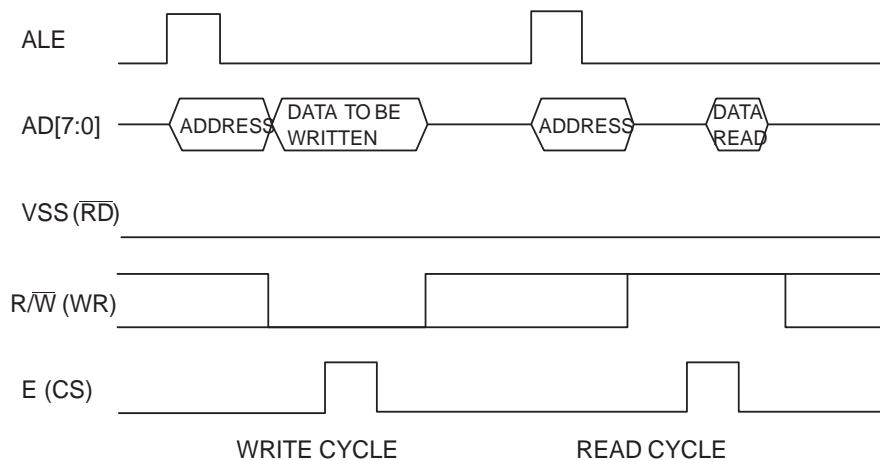 ALE
AD[7:0]
ADDRESS
DATA TO BE
WRITTEN
ADDRESS
DATA
READ
VSS (R̅D̅)
R/W̅ (WR)
E (CS)
WRITE CYCLE
READ CYCLE